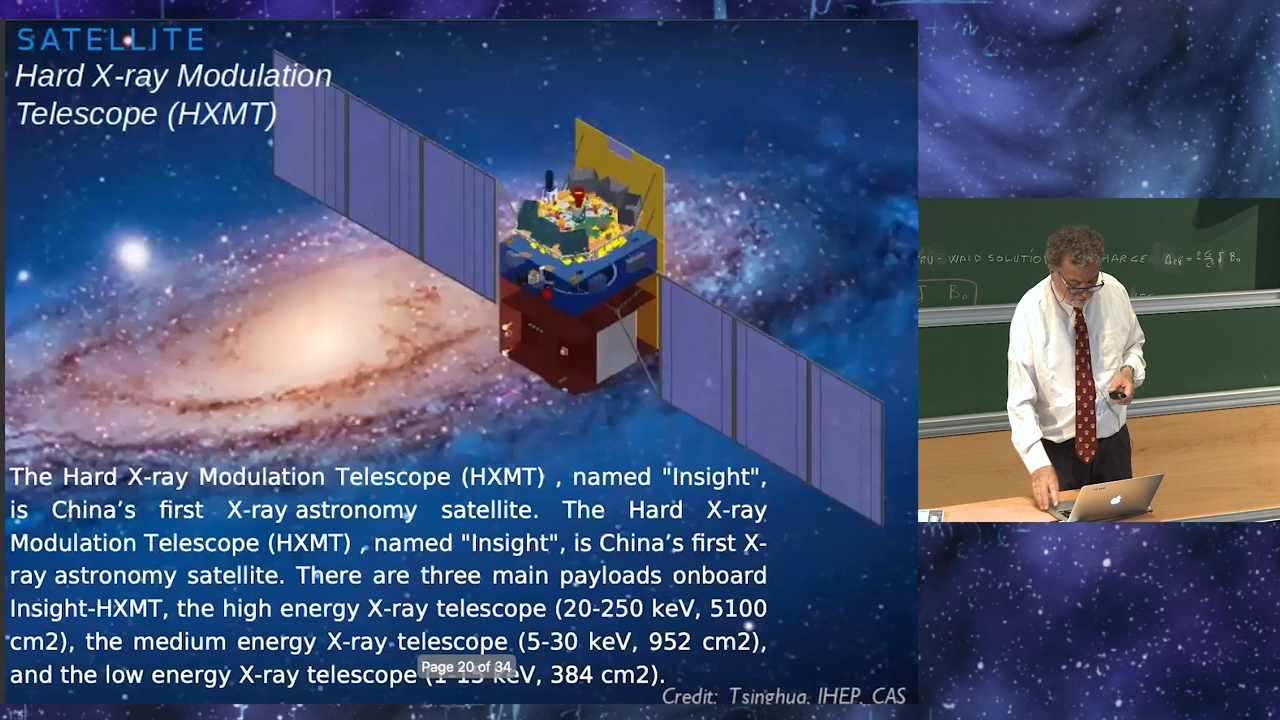 SATELLITE
Hard X-ray Modulation
Telescope (HXMT)
The Hard X-ray Modulation Telescope (HXMT) , named "Insight",
is China’s first X-ray astronomy satellite. The Hard X-ray
Modulation Telescope (HXMT) , named "Insight", is China’s first X-
ray astronomy satellite. There are three main payloads onboard
Insight-HXMT, the high energy X-ray telescope (20-250 keV, 5100
cm2), the medium energy X-ray telescope (5-30 keV, 952 cm2),
and the low energy X-ray telescope (1-15 keV, 384 cm2).
Page 20 of 34
Credit: Tsinghua, IHEP, CAS
WALD SOLUTIO
HARGE
J B₀